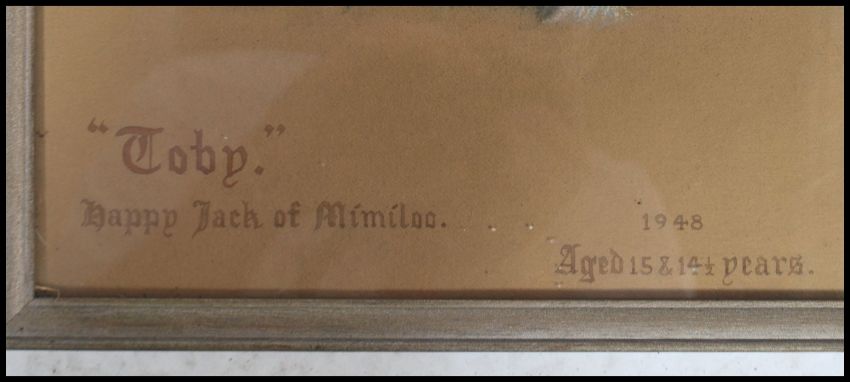 "Toby."
Happy Jack of Mimiloo.
1948
Aged 15 & 14½ years.